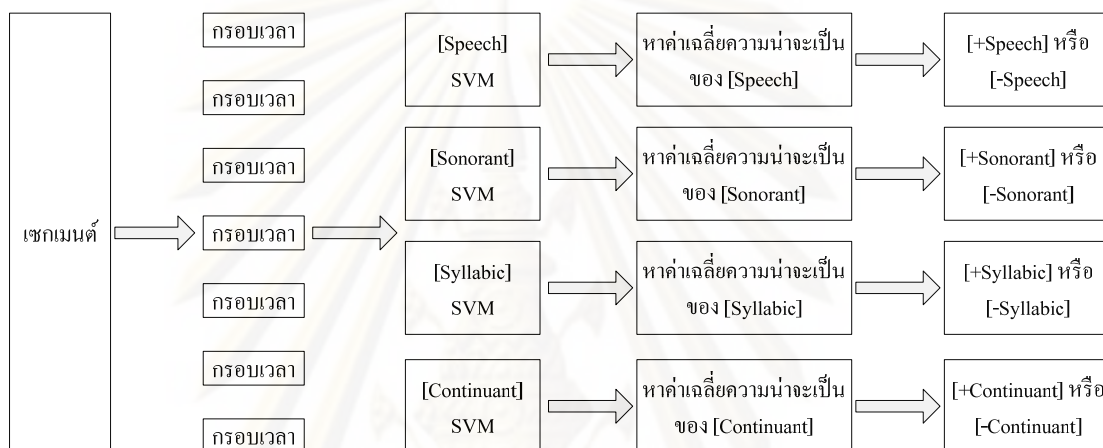 เซกเมนต์
กรอบเวลา
กรอบเวลา
กรอบเวลา
กรอบเวลา
กรอบเวลา
กรอบเวลา
กรอบเวลา
[Speech]
SVM
หาค่าเฉลี่ยความน่าจะเป็น
ของ [Speech]
[+Speech] หรือ
[-Speech]
[Sonorant]
SVM
หาค่าเฉลี่ยความน่าจะเป็น
ของ [Sonorant]
[+Sonorant] หรือ
[-Sonorant]
[Syllabic]
SVM
หาค่าเฉลี่ยความน่าจะเป็น
ของ [Syllabic]
[+Syllabic] หรือ
[-Syllabic]
[Continuant]
SVM
หาค่าเฉลี่ยความน่าจะเป็น
ของ [Continuant]
[+Continuant] หรือ
[-Continuant]